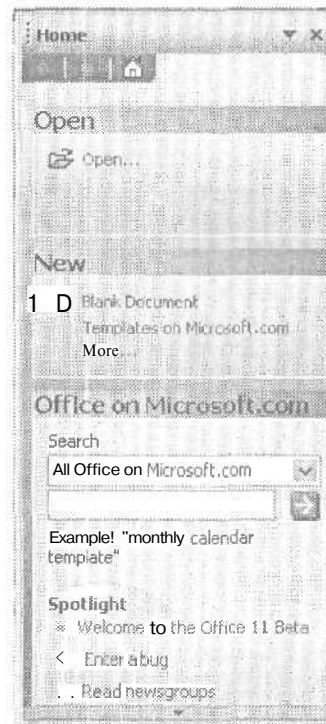 Home
Open
Open...
New
1 D Blank Document
Templates on Microsoft.com
More...
Office on Microsoft.com
Search
All Office on Microsoft.com
Example! "monthly calendar
template"
Spotlight
Welcome to the Office 11 Beta
< Enter a bug
. . Read newsgroups